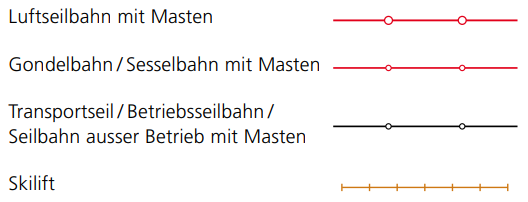 Luftseilbahn mit Masten
Gondelbahn / Sesselbahn mit Masten
Transportseil / Betriebsseilbahn /
Seilbahn ausser Betrieb mit Masten
Skilift